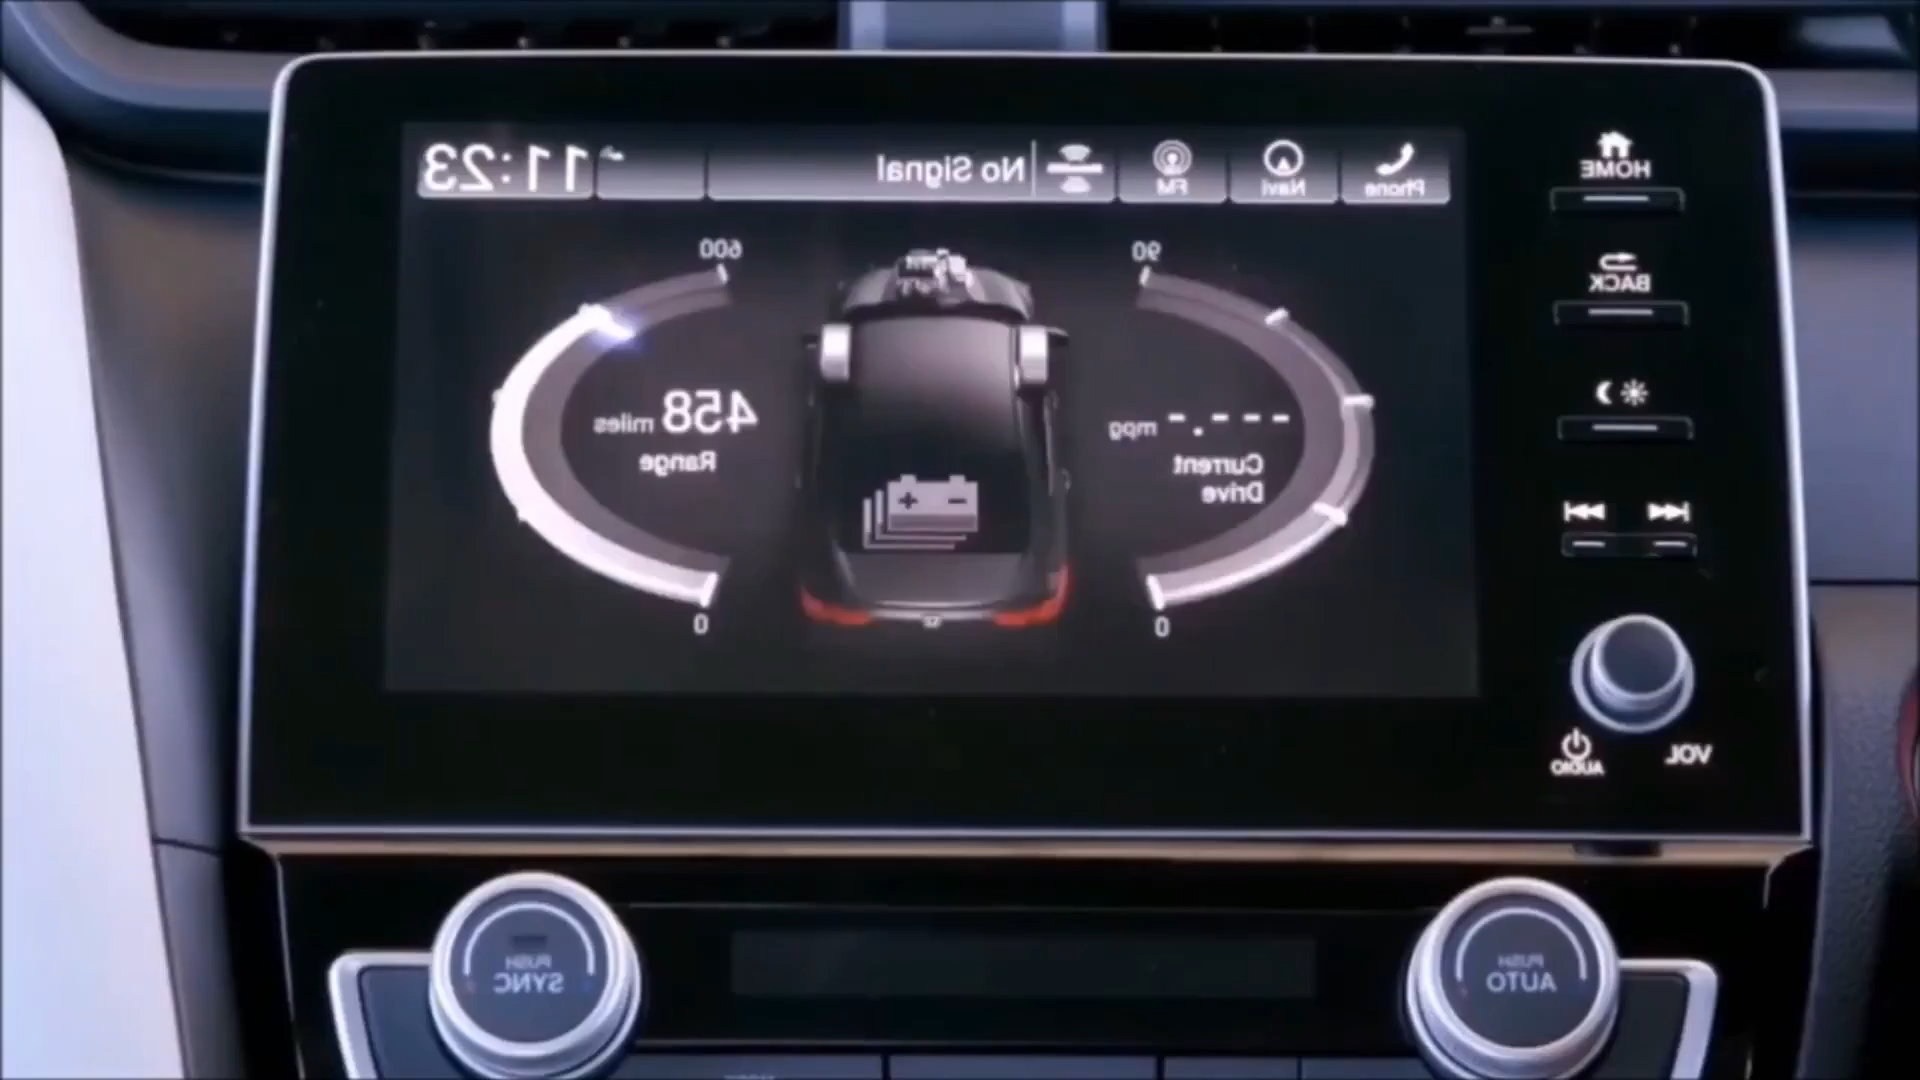 Phone
Navi
FM
No Signal
11:23
HOME
BACK
90
-.--- mpg
Current
Drive
0
600
458 miles
Range
0
+ -
AUDIO
VOL
PUSH
AUTO
PUSH
SYNC